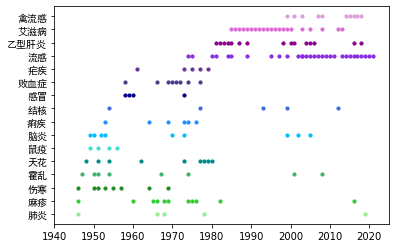 禽流感
艾滋病
乙型肝炎
流感
疟疾
败血症
感冒
结核
痢疾
脑炎
鼠疫
天花
霍乱
伤寒
麻疹
肺炎
1940 1950 1960 1970 1980 1990 2000 2010 2020